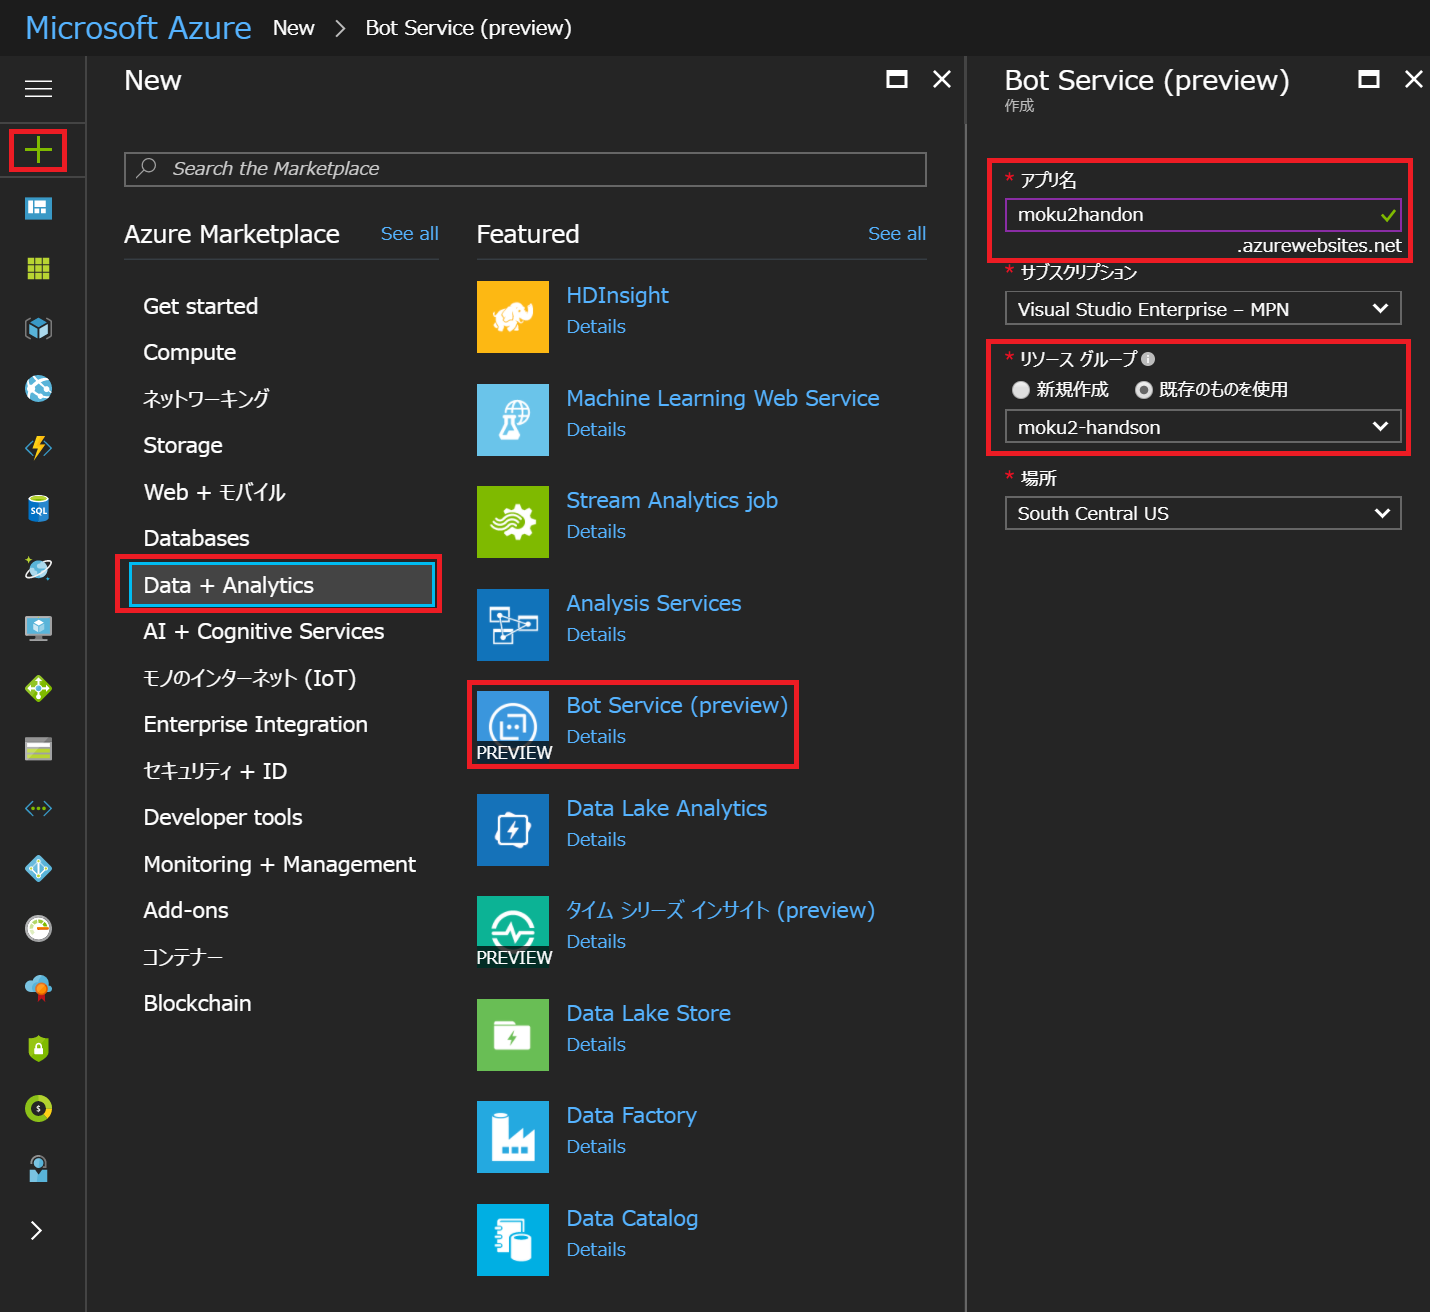 Microsoft Azure New > Bot Service (preview)
New
Search the Marketplace
Azure Marketplace See all
Get started
Compute
ネットワーキング
Storage
Web + モバイル
Databases
Data + Analytics
AI + Cognitive Services
モノのインターネット (IoT)
Enterprise Integration
セキュリティ + ID
Developer tools
Monitoring + Management
Add-ons
コンテナー
Blockchain
Featured See all
HDInsight
Details
Machine Learning Web Service
Details
Stream Analytics job
Details
Analysis Services
Details
Bot Service (preview)
Details
PREVIEW
Data Lake Analytics
Details
タイム シリーズ インサイト (preview)
Details
PREVIEW
Data Lake Store
Details
Data Factory
Details
Data Catalog
Details
Bot Service (preview)
作成
* アプリ名
moku2handon
.azurewebsites.net
* サブスクリプション
Visual Studio Enterprise – MPN
* リソース グループ
新規作成 既存のものを使用
moku2-handson
* 場所
South Central US
SQL